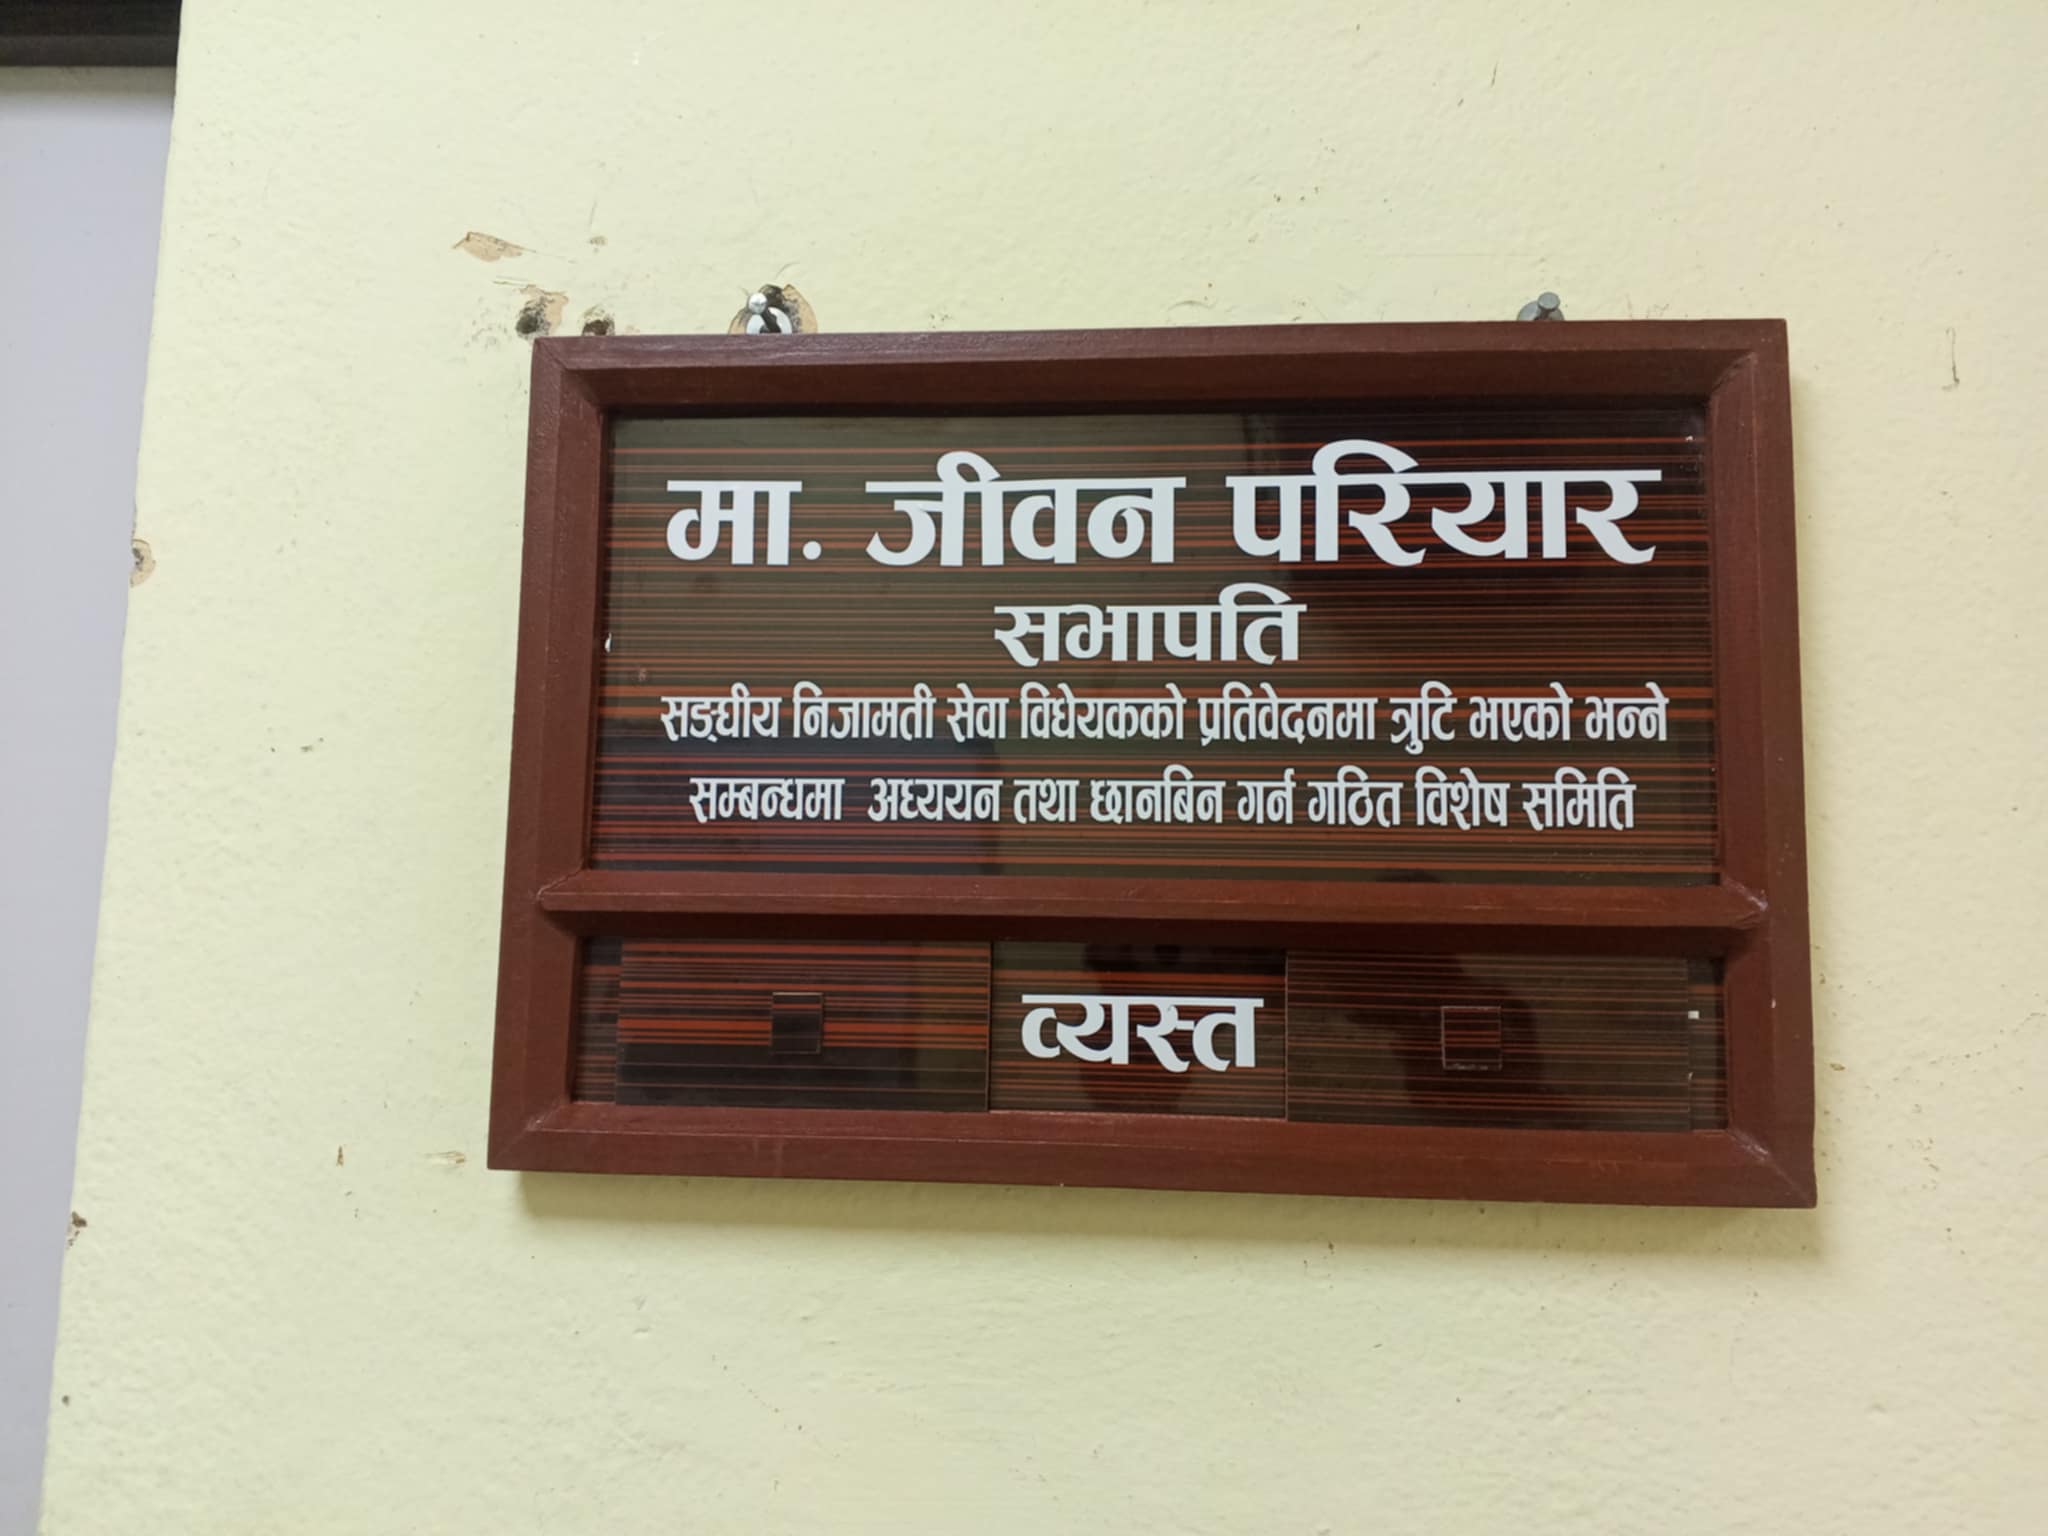 मा. जीवन परियार
सभापति
सङ्घीय निजामती सेवा विधेयकको प्रतिवेदनमा त्रुटि भएको भन्ने
सम्बन्धमा अध्ययन तथा छानबिन गर्न गठित विशेष समिति
व्यस्त